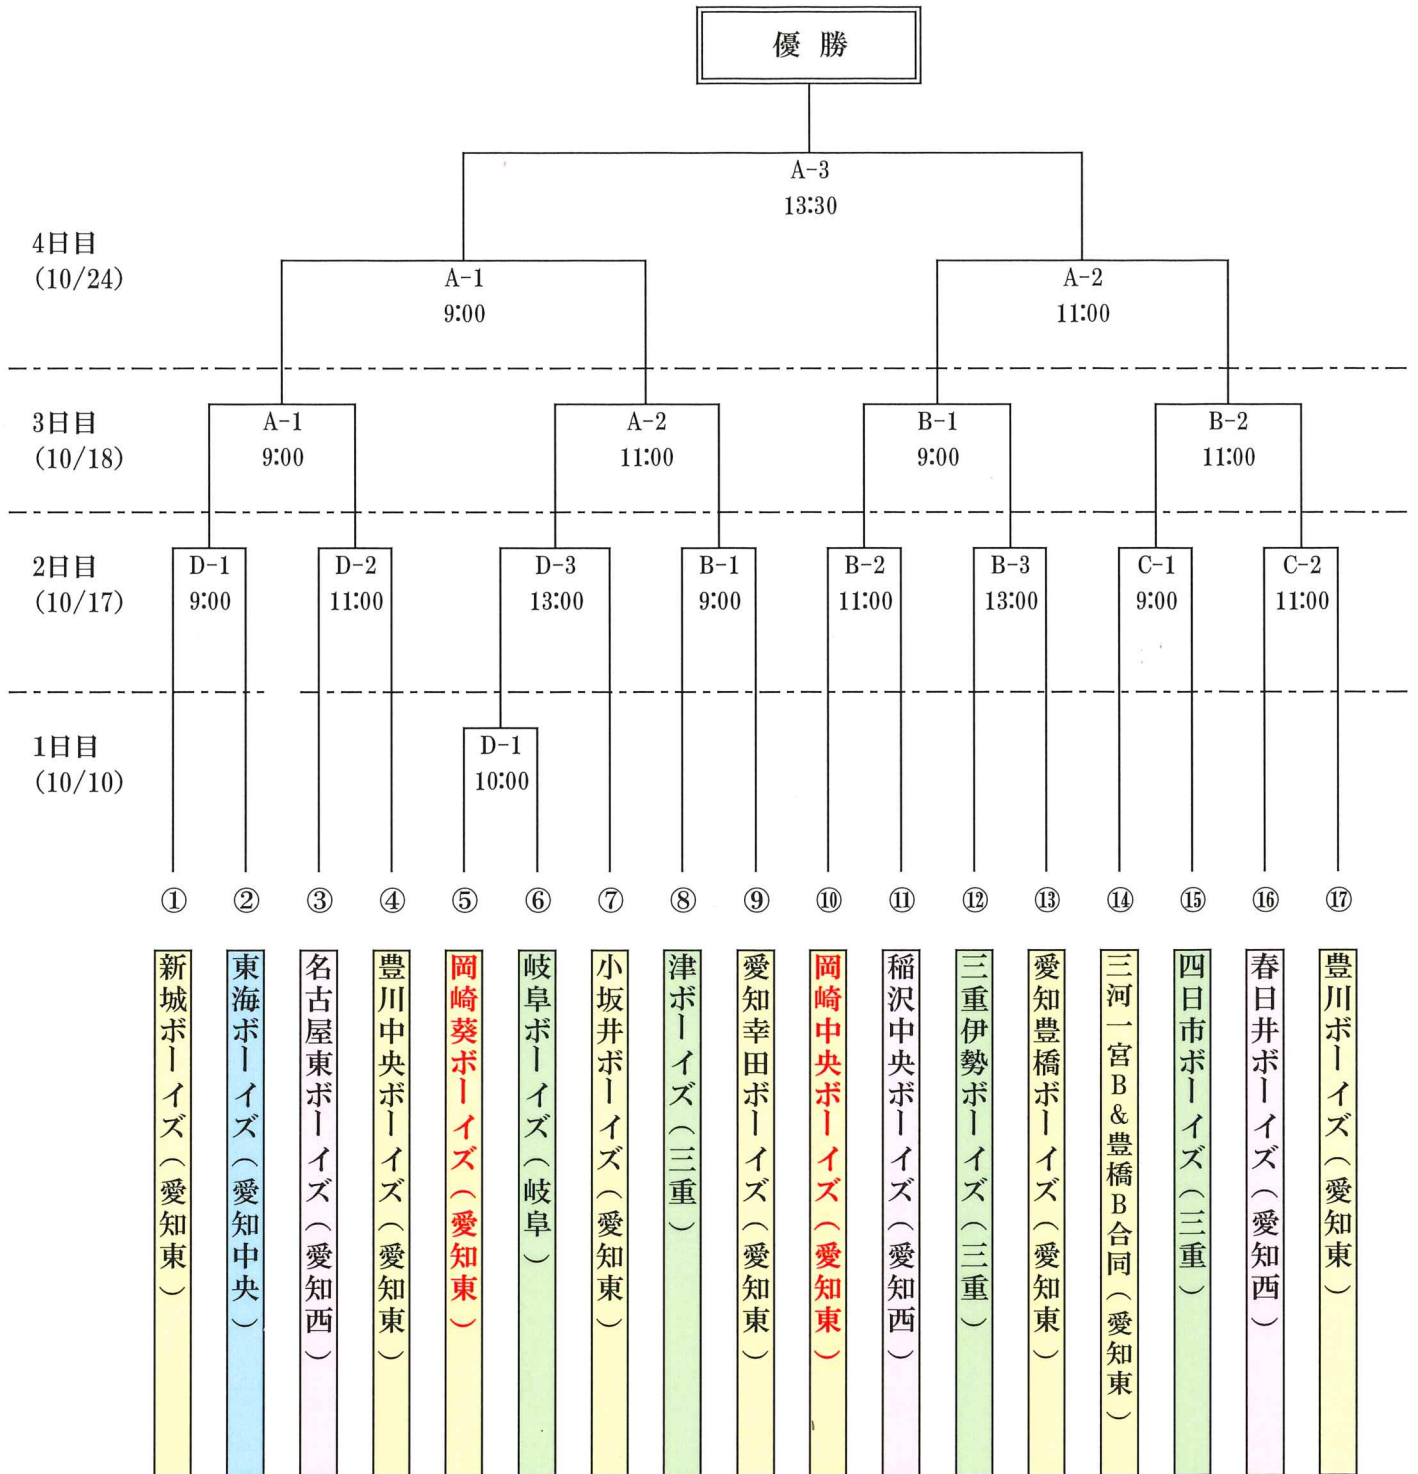 優 勝
A-3
13:30
4日目
(10/24)
A-1
9:00
A-2
11:00
3日目
(10/18)
A-1
9:00
A-2
11:00
B-1
9:00
B-2
11:00
2日目
(10/17)
D-1
9:00
D-2
11:00
D-3
13:00
B-1
9:00
B-2
11:00
B-3
13:00
C-1
9:00
C-2
11:00
1日目
(10/10)
D-1
10:00
① ② ③ ④ ⑤ ⑥ ⑦ ⑧ ⑨ ⑩ ⑪ ⑫ ⑬ ⑭ ⑮ ⑯ ⑰
新城ボーイズ(愛知東)
東海ボーイズ(愛知中央)
名古屋東ボーイズ(愛知西)
豊川中央ボーイズ(愛知東)
岡崎葵ボーイズ(愛知東)
岐阜ボーイズ(岐阜)
小坂井ボーイズ(愛知東)
津ボーイズ(三重)
愛知幸田ボーイズ(愛知東)
岡崎中央ボーイズ(愛知東)
稲沢中央ボーイズ(愛知西)
三重伊勢ボーイズ(三重)
愛知豊橋ボーイズ(愛知東)
三河一宮B&豊橋B合同(愛知東)
四日市ボーイズ(三重)
春日井ボーイズ(愛知西)
豊川ボーイズ(愛知東)